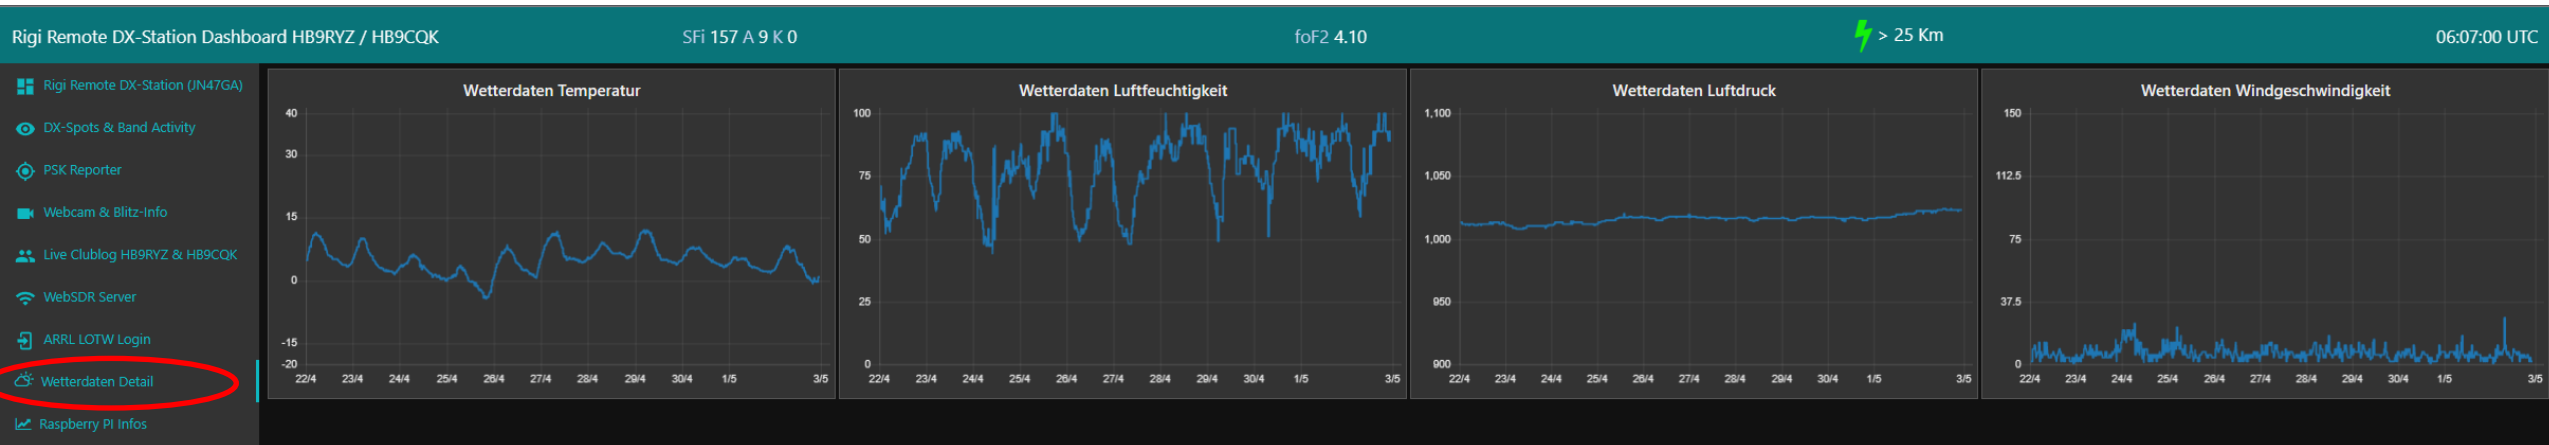 Rigi Remote DX-Station Dashboard HB9RYZ / HB9CQK
SFi 157 A 9 K 0
foF2 4.10
> 25 Km
06:07:00 UTC
Rigi Remote DX-Station (JN47GA)
DX-Spots & Band Activity
PSK Reporter
Webcam & Blitz-Info
Live Clublog HB9RYZ & HB9CQK
WebSDR Server
ARRL LOTW Login
Wetterdaten Detail
Raspberry PI Infos
Wetterdaten Temperatur
40
30
15
0
-15
-20
22/4 23/4 24/4 25/4 26/4 27/4 28/4 29/4 30/4 1/5 3/5
Wetterdaten Luftfeuchtigkeit
100
75
50
25
0
22/4 23/4 24/4 25/4 26/4 27/4 28/4 29/4 30/4 1/5 3/5
Wetterdaten Luftdruck
1,100
1,050
1,000
950
900
22/4 23/4 24/4 25/4 26/4 27/4 28/4 29/4 30/4 1/5 3/5
Wetterdaten Windgeschwindigkeit
150
112.5
75
37.5
0
22/4 23/4 24/4 25/4 26/4 27/4 28/4 29/4 30/4 1/5 3/5